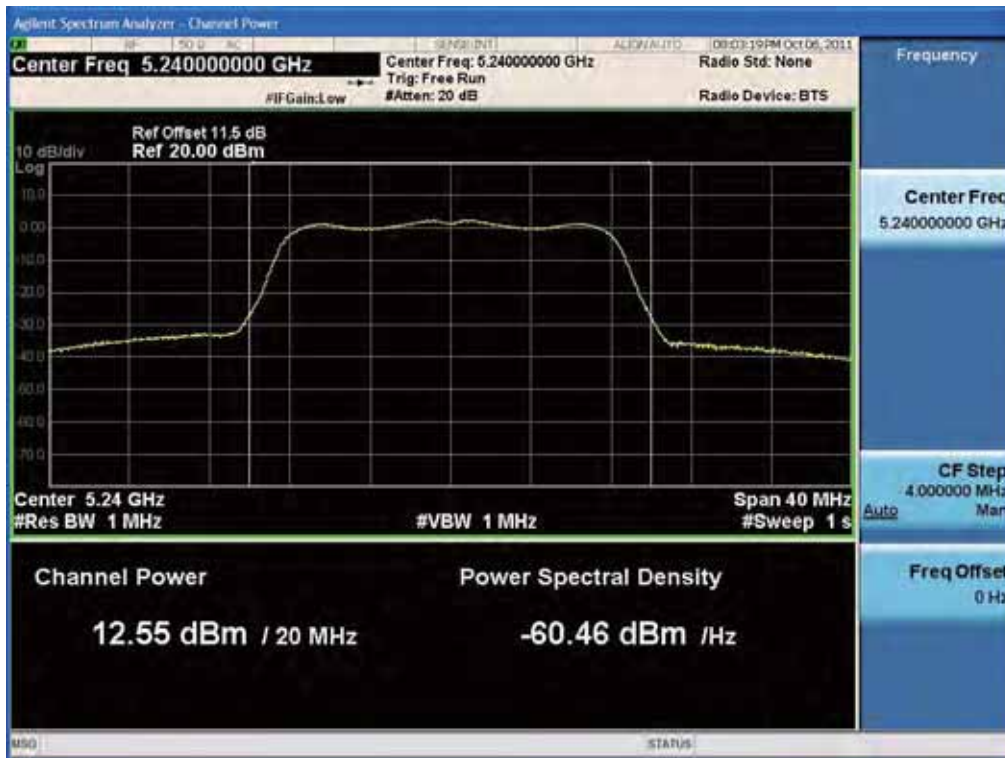 Agilent Spectrum Analyzer - Channel Power
RF 50 Ω AC SENSE:INT ALIGN AUTO 08:03:19 PM Oct 06, 2011
Center Freq 5.240000000 GHz
Center Freq: 5.240000000 GHz
Radio Std: None
Trig: Free Run
#IFGain:Low
#Atten: 20 dB
Radio Device: BTS
Ref Offset 11.5 dB
10 dB/div Ref 20.00 dBm
Log
10.0
0.00
-10.0
-20.0
-30.0
-40.0
-50.0
-60.0
-70.0
Center 5.24 GHz
Span 40 MHz
#Res BW 1 MHz
#VBW 1 MHz
#Sweep 1 s
Channel Power
Power Spectral Density
12.55 dBm / 20 MHz
-60.46 dBm /Hz
MSG
STATUS
Frequency
Center Freq
5.240000000 GHz
CF Step
4.000000 MHz
Auto Man
Freq Offset
0 Hz